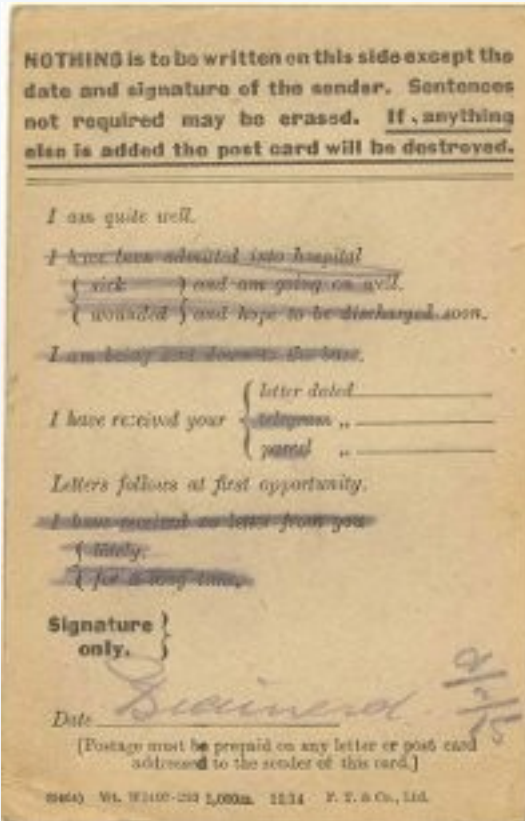 NOTHING is to be written on this side except the
date and signature of the sender. Sentences
not required may be erased. If anything
else is added the post card will be destroyed.
I am quite well.
I have been admitted into hospital
{ sick } and am going on well.
{ wounded } and hope to be discharged soon.
I am being sent down to the base.
{ letter dated
I have received your { telegram „
{ parcel „
Letters follows at first opportunity.
I have received no letter from you
{ lately.
{ for a long time.
Signature }
only. }
Date
[Postage must be prepaid on any letter or post card
addressed to the sender of this card.]
1,000m. 12/14 & Co., Ltd.